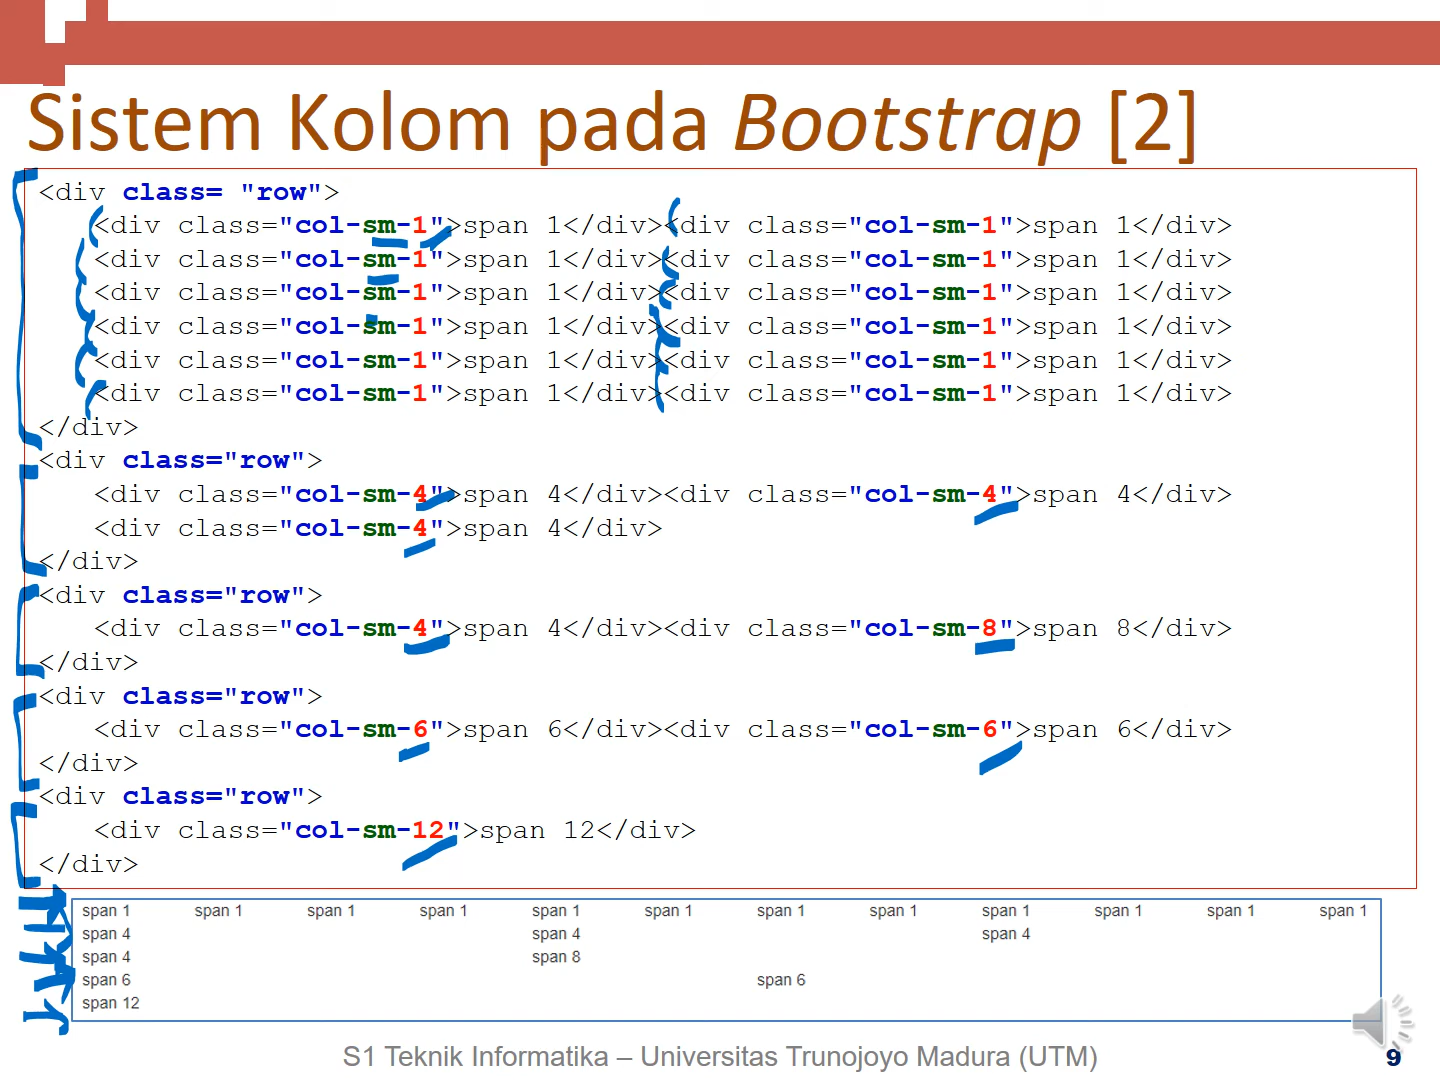 Sistem Kolom pada Bootstrap [2]
<div class= "row">
<div class="col-sm-1">span 1</div><div class="col-sm-1">span 1</div>
<div class="col-sm-1">span 1</div><div class="col-sm-1">span 1</div>
<div class="col-sm-1">span 1</div><div class="col-sm-1">span 1</div>
<div class="col-sm-1">span 1</div><div class="col-sm-1">span 1</div>
<div class="col-sm-1">span 1</div><div class="col-sm-1">span 1</div>
<div class="col-sm-1">span 1</div><div class="col-sm-1">span 1</div>
</div>
<div class="row">
<div class="col-sm-4">span 4</div><div class="col-sm-4">span 4</div>
<div class="col-sm-4">span 4</div>
</div>
<div class="row">
<div class="col-sm-4">span 4</div><div class="col-sm-8">span 8</div>
</div>
<div class="row">
<div class="col-sm-6">span 6</div><div class="col-sm-6">span 6</div>
</div>
<div class="row">
<div class="col-sm-12">span 12</div>
</div>
span 1 span 1 span 1 span 1 span 1 span 1 span 1 span 1 span 1 span 1 span 1 span 1
span 4 span 4 span 4
span 4 span 8
span 6 span 6
span 12
S1 Teknik Informatika – Universitas Trunojoyo Madura (UTM)
9